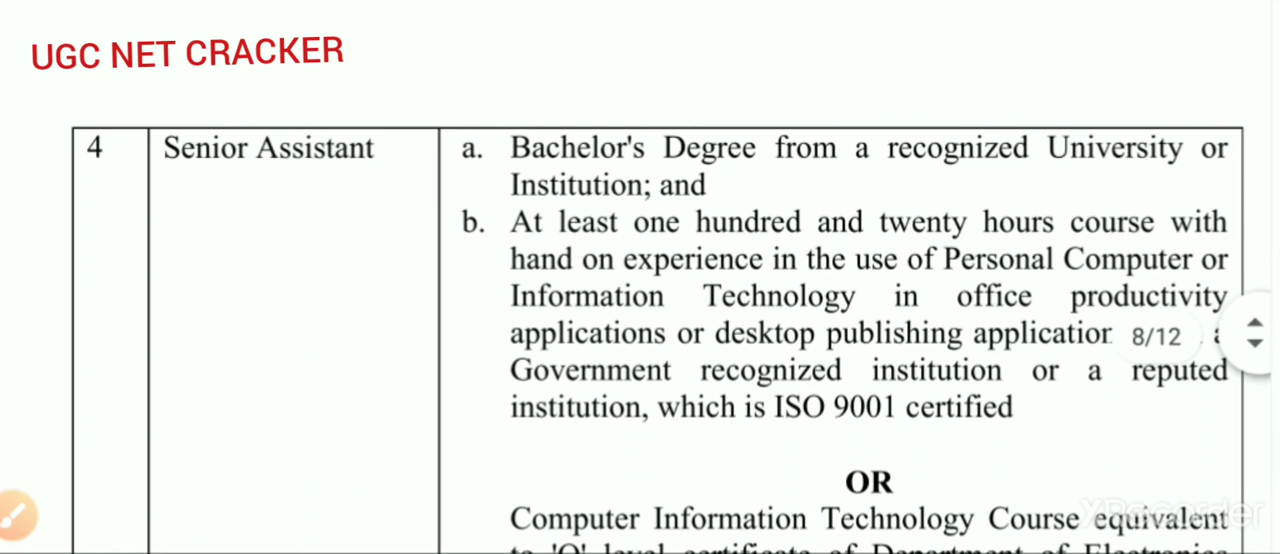 UGC NET CRACKER
4 Senior Assistant a. Bachelor's Degree from a recognized University or
Institution; and
b. At least one hundred and twenty hours course with
hand on experience in the use of Personal Computer or
Information Technology in office productivity
applications or desktop publishing
8/12
Government recognized institution or a reputed
institution, which is ISO 9001 certified
OR
Computer Information Technology Course equivalent
XRecorder